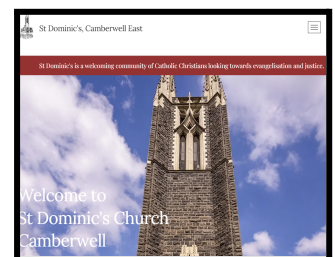 St Dominic's, Camberwell East
St Dominic's is a welcoming community of Catholic Christians looking towards evangelisation and justice.
Welcome to
St Dominic's Church
Camberwell